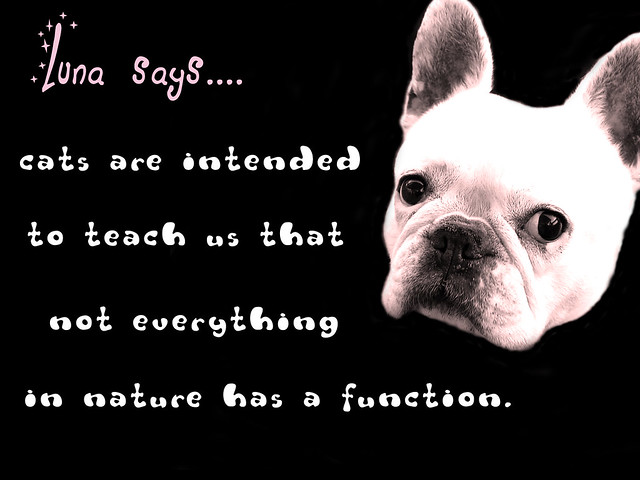 Luna says....
cats are intended
to teach us that
not everything
in nature has a function.